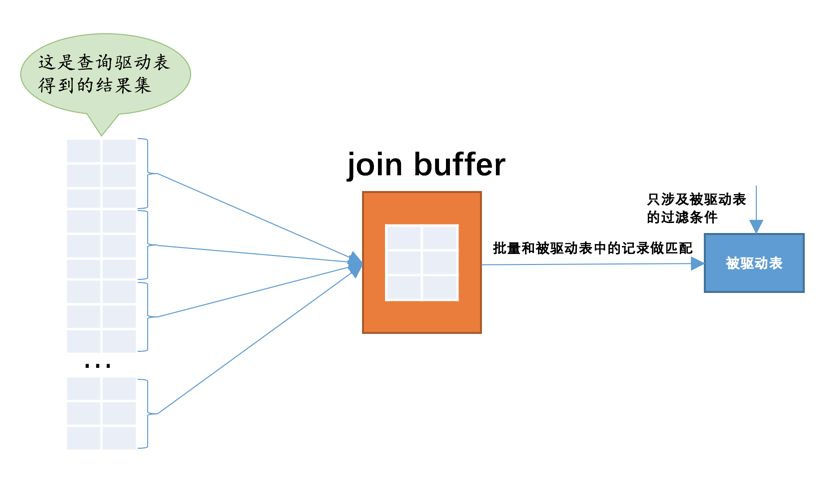 这是查询驱动表
得到的结果集
join buffer
只涉及被驱动表
的过滤条件
批量和被驱动表中的记录做匹配
被驱动表
...